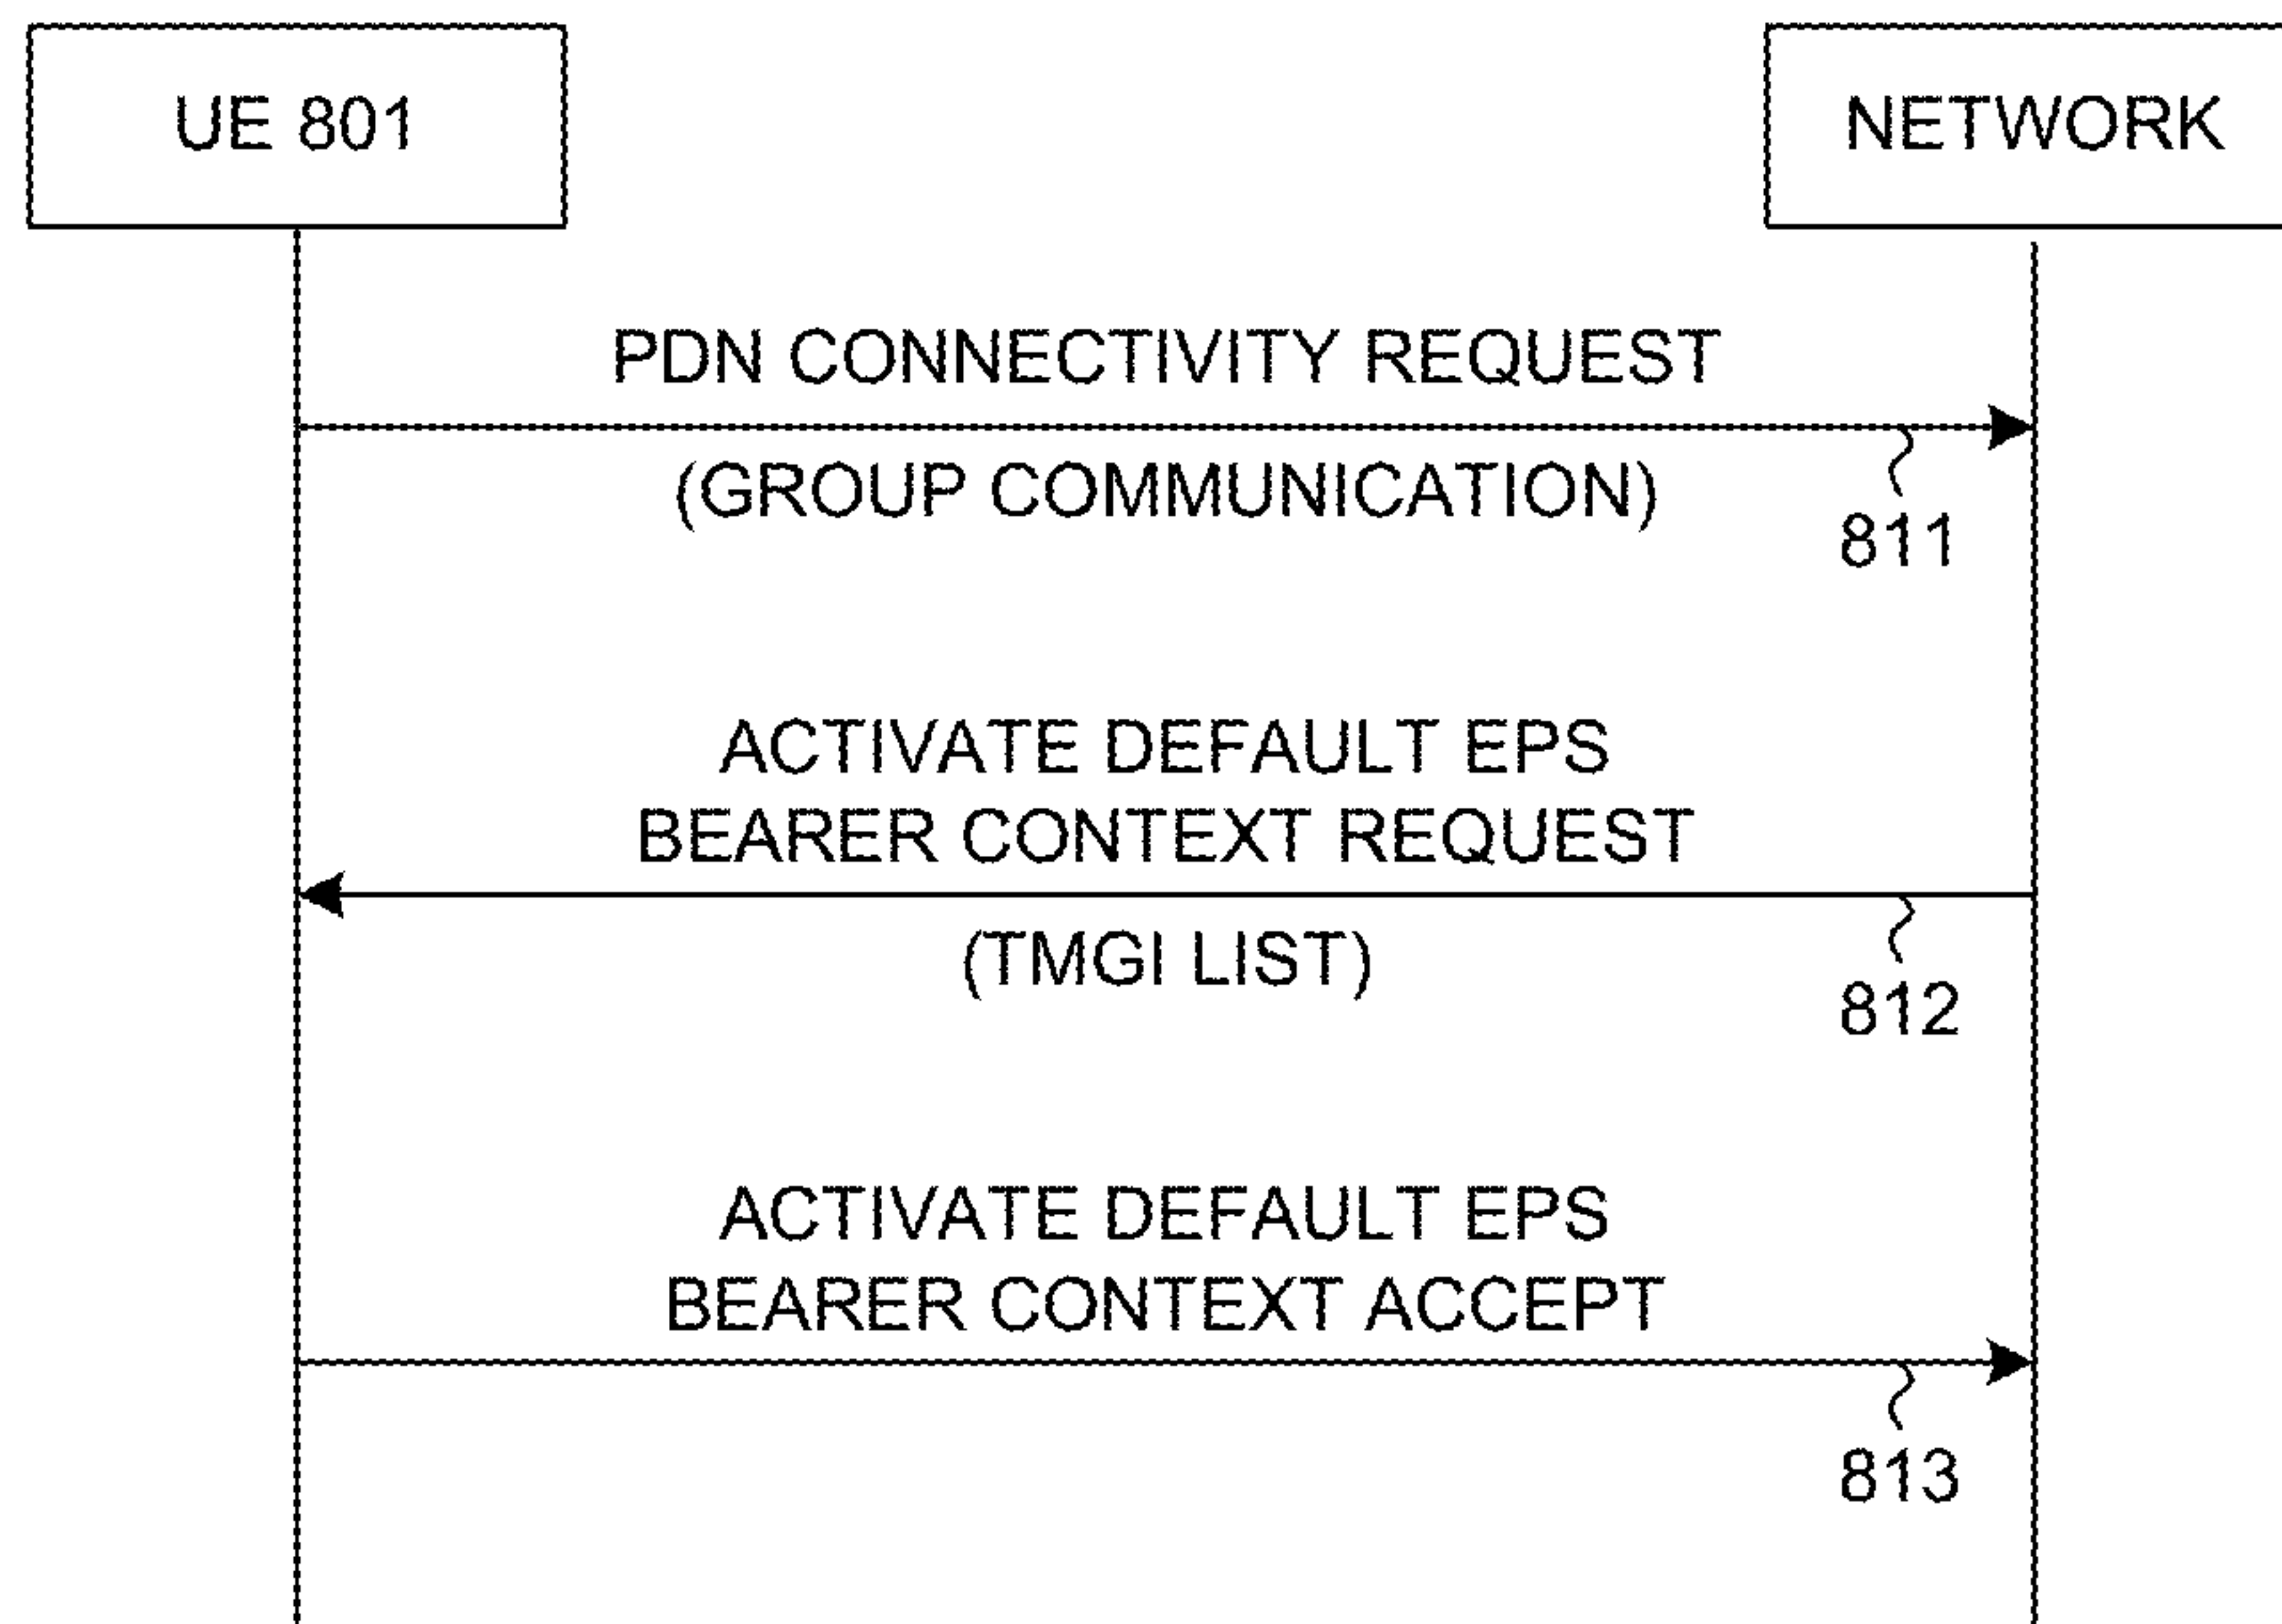 UE 801
NETWORK
PDN CONNECTIVITY REQUEST
(GROUP COMMUNICATION)
811
ACTIVATE DEFAULT EPS
BEARER CONTEXT REQUEST
(TMGI LIST)
812
ACTIVATE DEFAULT EPS
BEARER CONTEXT ACCEPT
813